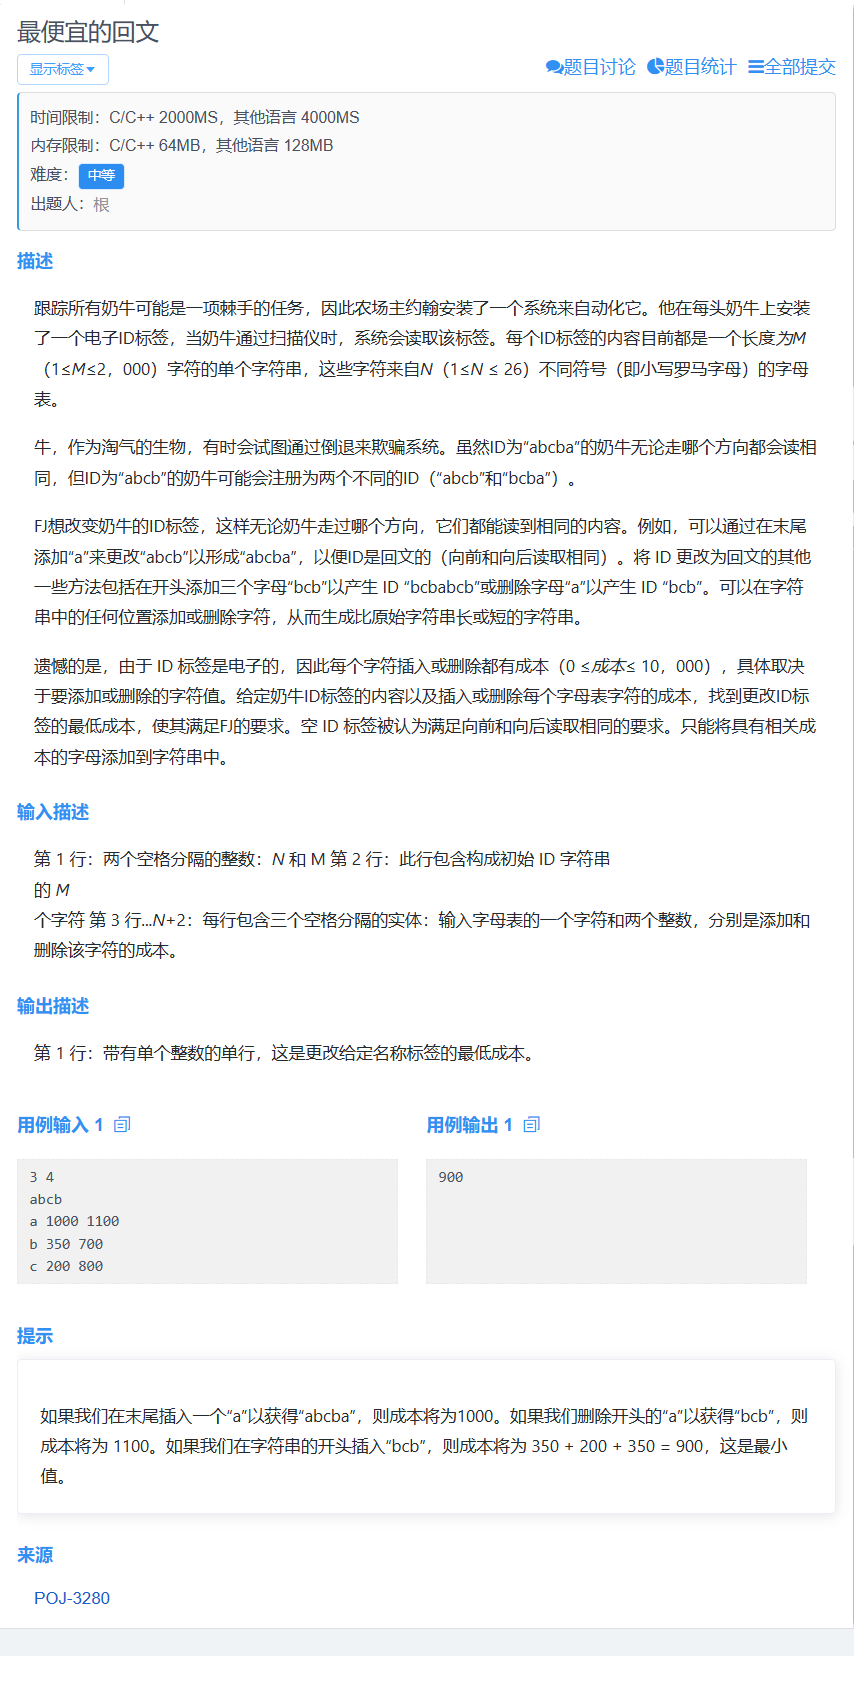 最便宜的回文
显示标签
题目讨论 题目统计 全部提交
时间限制：C/C++ 2000MS，其他语言 4000MS
内存限制：C/C++ 64MB，其他语言 128MB
难度： 中等
出题人：根
描述
跟踪所有奶牛可能是一项棘手的任务，因此农场主约翰安装了一个系统来自动化它。他在每头奶牛上安装
了一个电子ID标签，当奶牛通过扫描仪时，系统会读取该标签。每个ID标签的内容目前都是一个长度为M
（1≤M≤2，000）字符的单个字符串，这些字符来自N（1≤N ≤ 26）不同符号（即小写罗马字母）的字母
表。
牛，作为淘气的生物，有时会试图通过倒退来欺骗系统。虽然ID为“abcba”的奶牛无论走哪个方向都会读相
同，但ID为“abcb”的奶牛可能会注册为两个不同的ID（“abcb”和“bcba”）。
FJ想改变奶牛的ID标签，这样无论奶牛走过哪个方向，它们都能读到相同的内容。例如，可以通过在末尾
添加“a”来更改“abcb”以形成“abcba”，以便ID是回文的（向前和向后读取相同）。将 ID 更改为回文的其他
一些方法包括在开头添加三个字母“bcb”以产生 ID “bcbabcb”或删除字母“a”以产生 ID “bcb”。可以在字符
串中的任何位置添加或删除字符，从而生成比原始字符串长或短的字符串。
遗憾的是，由于 ID 标签是电子的，因此每个字符插入或删除都有成本（0 ≤成本≤ 10，000），具体取决
于要添加或删除的字符值。给定奶牛ID标签的内容以及插入或删除每个字母表字符的成本，找到更改ID标
签的最低成本，使其满足FJ的要求。空 ID 标签被认为满足向前和向后读取相同的要求。只能将具有相关成
本的字母添加到字符串中。
输入描述
第 1 行：两个空格分隔的整数：N 和 M 第 2 行：此行包含构成初始 ID 字符串
的 M
个字符 第 3 行...N+2：每行包含三个空格分隔的实体：输入字母表的一个字符和两个整数，分别是添加和
删除该字符的成本。
输出描述
第 1 行：带有单个整数的单行，这是更改给定名称标签的最低成本。
用例输入 1
3 4
abcb
a 1000 1100
b 350 700
c 200 800
用例输出 1
900
提示
如果我们在末尾插入一个“a”以获得“abcba”，则成本将为1000。如果我们删除开头的“a”以获得“bcb”，则
成本将为 1100。如果我们在字符串的开头插入“bcb”，则成本将为 350 + 200 + 350 = 900，这是最小
值。
来源
POJ-3280